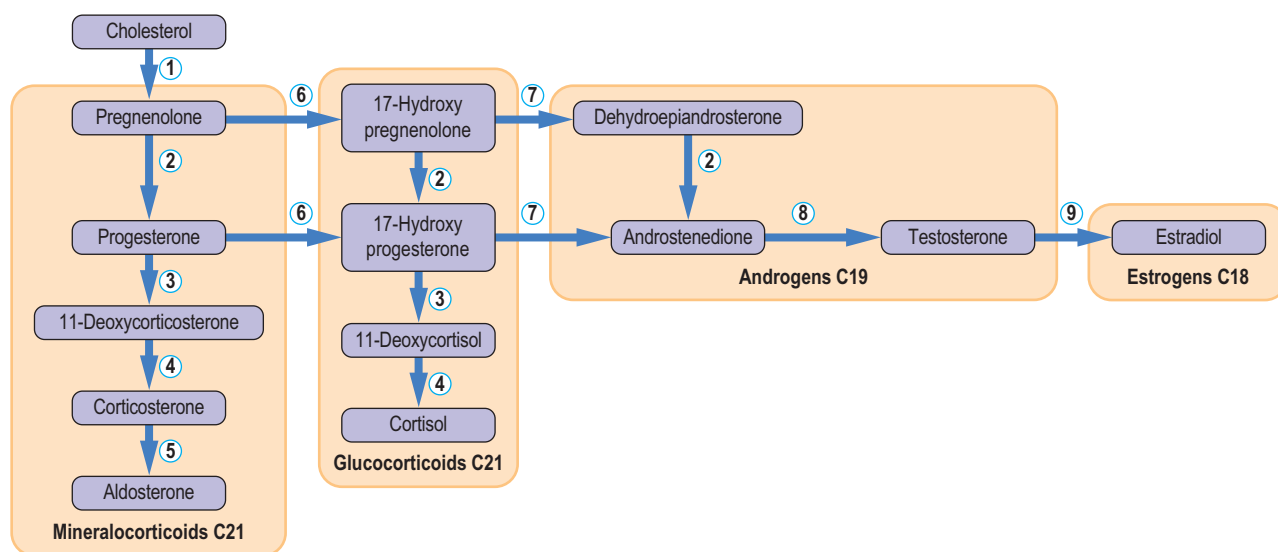 Cholesterol
1
6
7
Pregnenolone
17-Hydroxy
pregnenolone
Dehydroepiandrosterone
2
2
2
6
7
8
9
Progesterone
17-Hydroxy
progesterone
Androstenedione
Testosterone
Estradiol
3
3
Androgens C19
Estrogens C18
11-Deoxycorticosterone
11-Deoxycortisol
4
4
Corticosterone
Cortisol
5
Glucocorticoids C21
Aldosterone
Mineralocorticoids C21